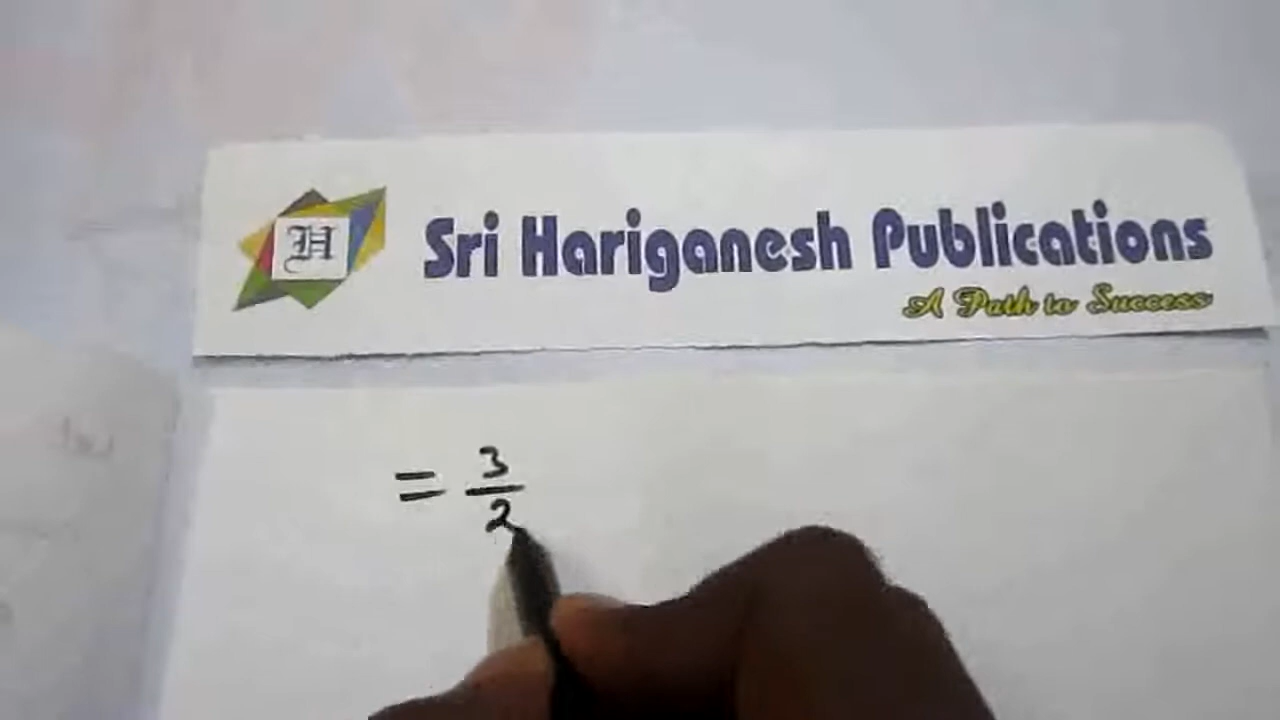 H
Sri Hariganesh Publications
A Path to Success
= 3/2